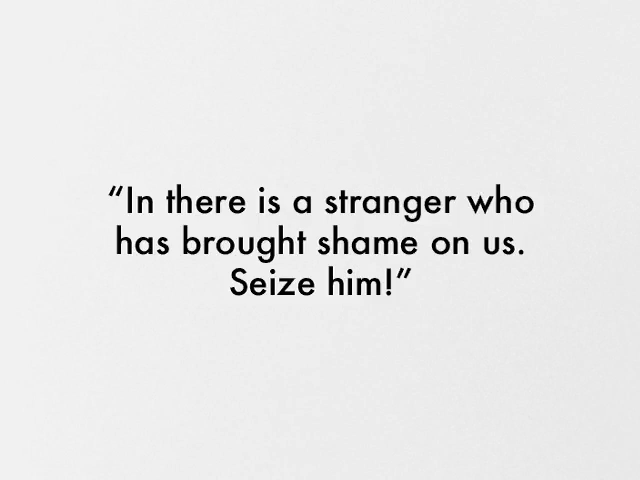 “In there is a stranger who
has brought shame on us.
Seize him!”